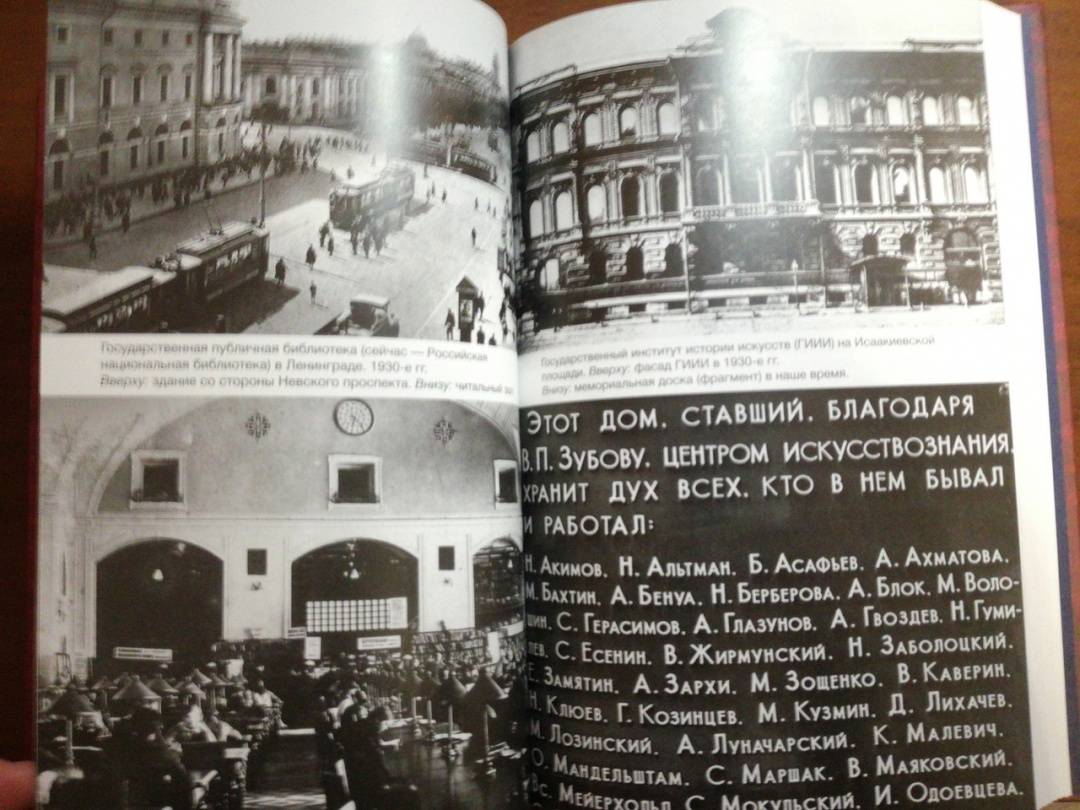 Государственная публичная библиотека (сейчас — Российская
национальная библиотека) в Ленинграде. 1930-е гг.
Вверху: здание со стороны Невского проспекта. Внизу: читальный
Государственный институт истории искусств (ГИИИ) на Исаакиевской
площади. Вверху: фасад ГИИИ в 1930-е гг.
Внизу: мемориальная доска (фрагмент) в наше время.
Этот дом, ставший, благодаря
В.П. Зубову, центром искусствознания,
хранит дух всех, кто в нем бывал
и работал:
Н. Акимов, Н. Альтман, Б. Асафьев, А. Ахматова,
М. Бахтин, А. Бенуа, Н. Берберова, А. Блок, М. Воло-
шин, С. Герасимов, А. Глазунов, А. Гвоздев, Н. Гуми-
лев, С. Есенин, В. Жирмунский, Н. Заболоцкий,
Е. Замятин, А. Зархи, М. Зощенко, В. Каверин,
Н. Клюев, Г. Козинцев, М. Кузмин, Д. Лихачев,
М. Лозинский, А. Луначарский, К. Малевич,
О. Мандельштам, С. Маршак, В. Маяковский,
Вс. Мейерхольд, С. Мокульский, И. Одоевцева,